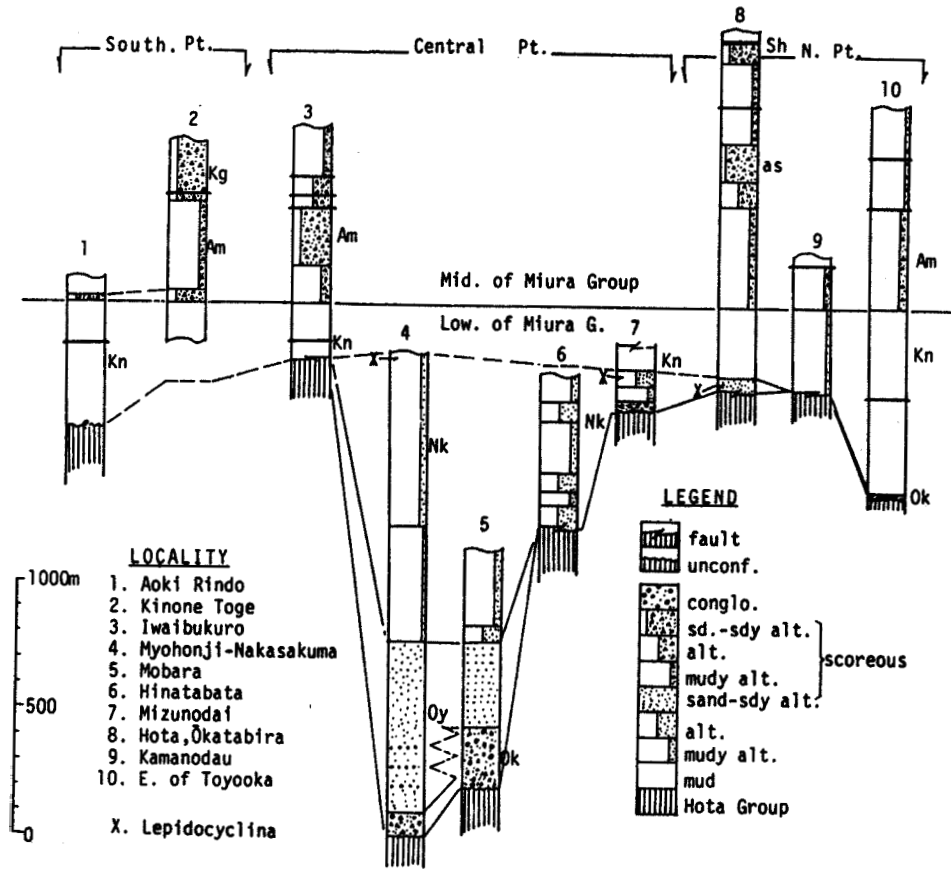 South. Pt.
Central Pt.
N. Pt.
8
Sh
10
2
3
Kg
as
1
Am
Am
9
Am
Mid. of Miura Group
Low. of Miura G.
Kn
Kn
4
X
7
Kn
6
X
X
Kn
Nk
Nk
5
Ok
Oy
Ok
LOCALITY
1. Aoki Rindo
2. Kinone Toge
3. Iwaibukuro
4. Myohonji-Nakasakuma
5. Mobara
6. Hinatabata
7. Mizunodai
8. Hota,Ōkatabira
9. Kamanodau
10. E. of Toyooka
X. Lepidocyclina
1000m
500
0
LEGEND
fault
unconf.
conglo.
sd.-sdy alt.
alt.
mudy alt.
scoreous
sand-sdy alt.
alt.
mudy alt.
mud
Hota Group